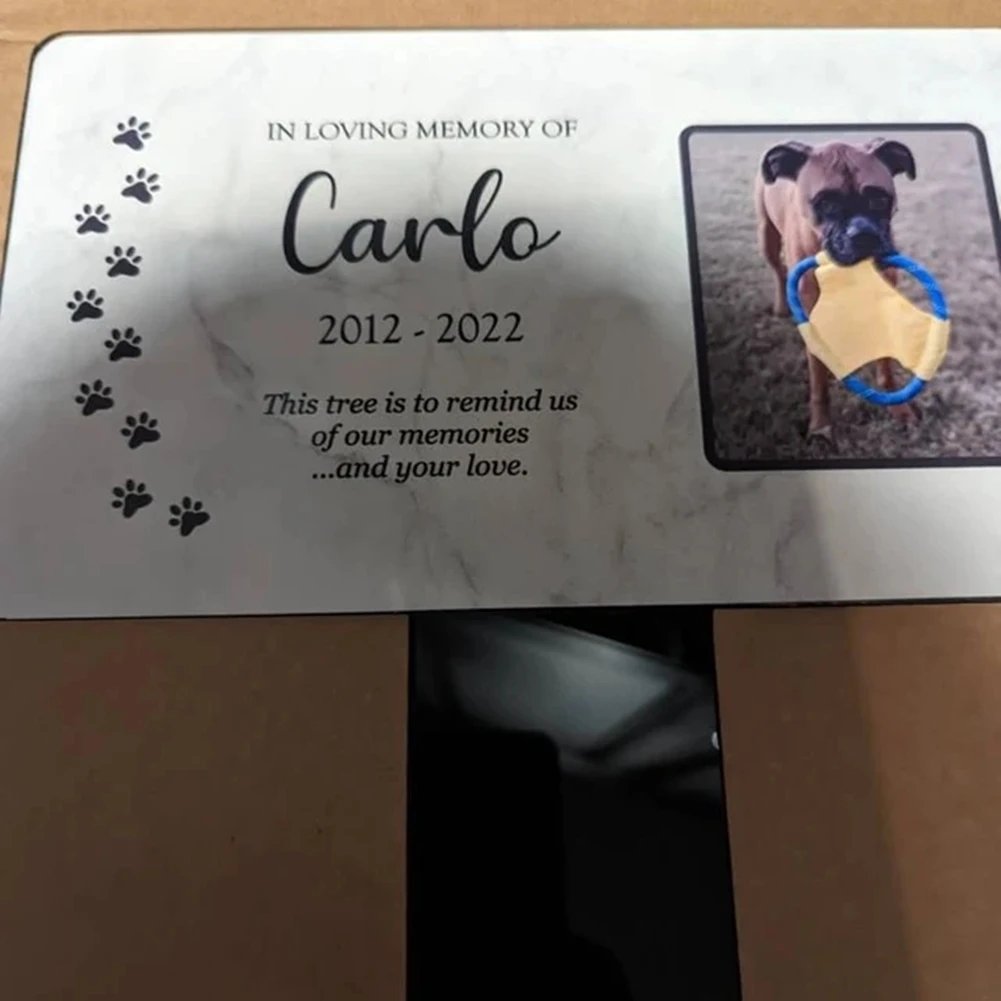 IN LOVING MEMORY OF
Carlo
2012 - 2022
This tree is to remind us
of our memories
...and your love.